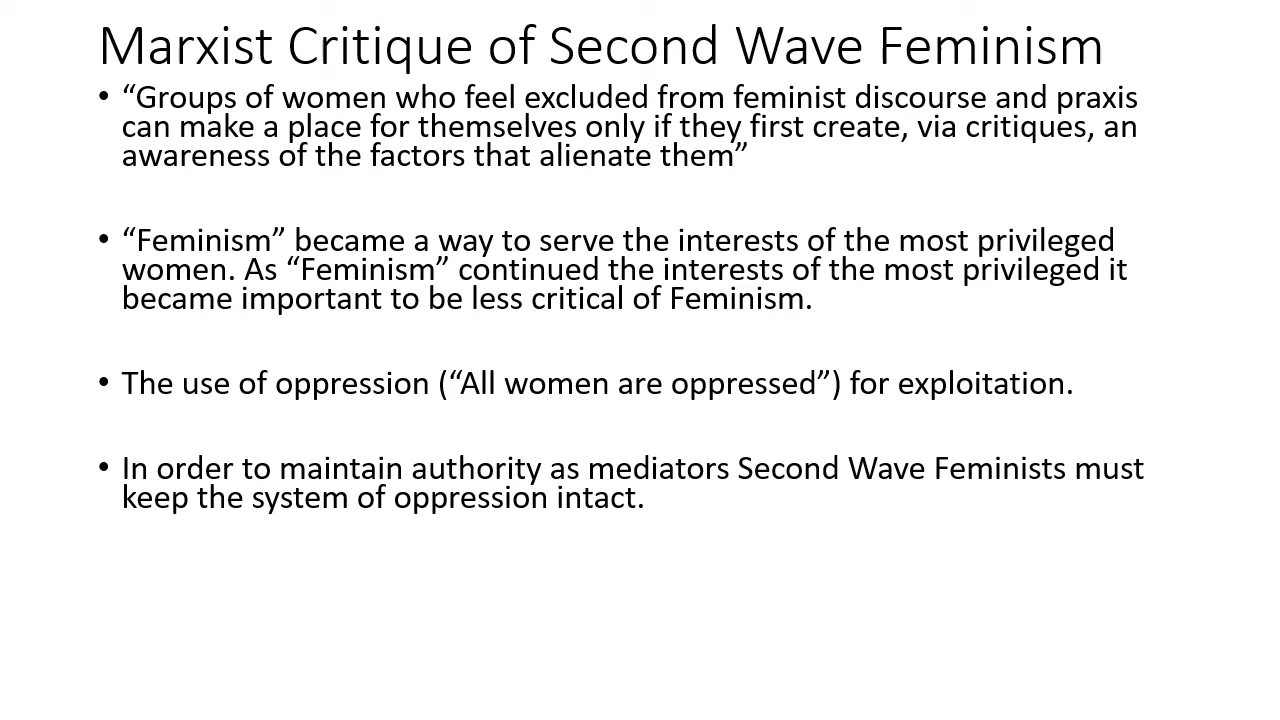 Marxist Critique of Second Wave Feminism
• “Groups of women who feel excluded from feminist discourse and praxis
can make a place for themselves only if they first create, via critiques, an
awareness of the factors that alienate them”
• “Feminism” became a way to serve the interests of the most privileged
women. As “Feminism” continued the interests of the most privileged it
became important to be less critical of Feminism.
• The use of oppression (“All women are oppressed”) for exploitation.
• In order to maintain authority as mediators Second Wave Feminists must
keep the system of oppression intact.